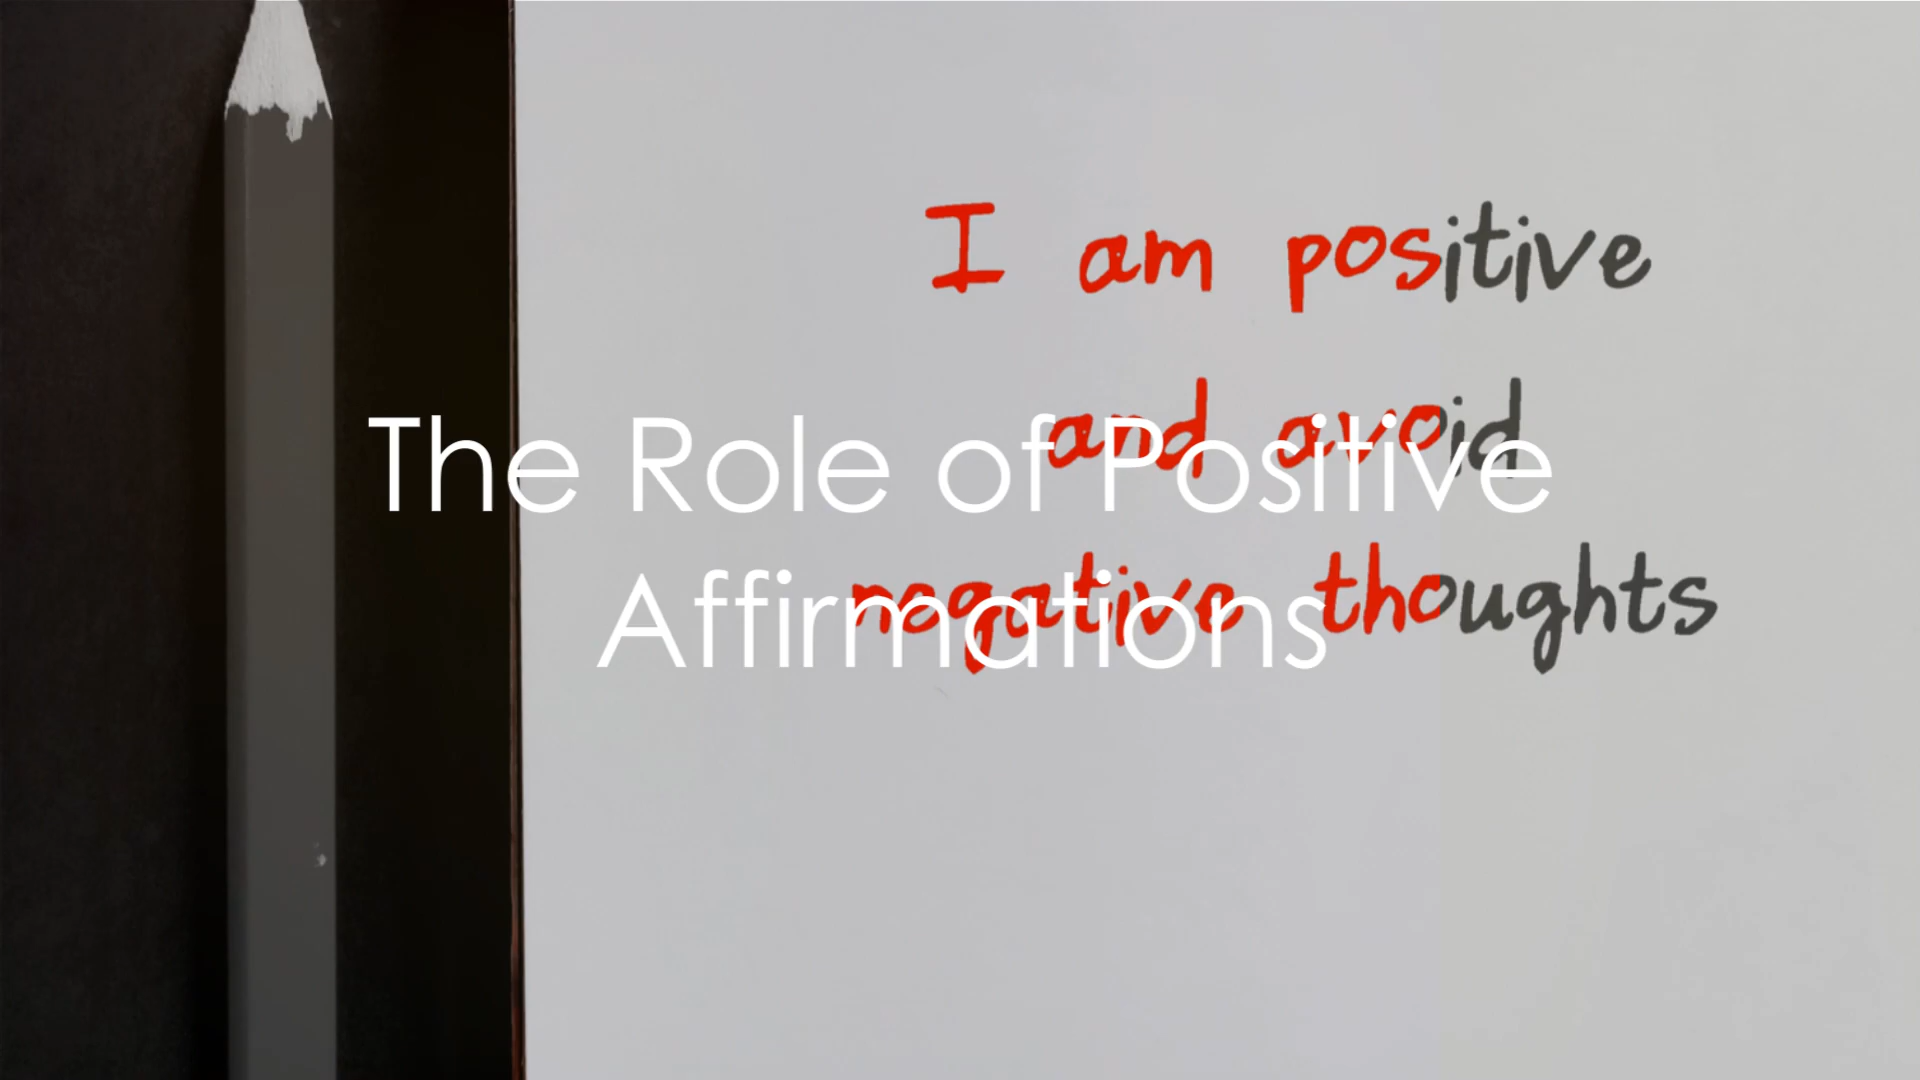 I am positive
and avoid
negative thoughts
The Role of Positive
Affirmations